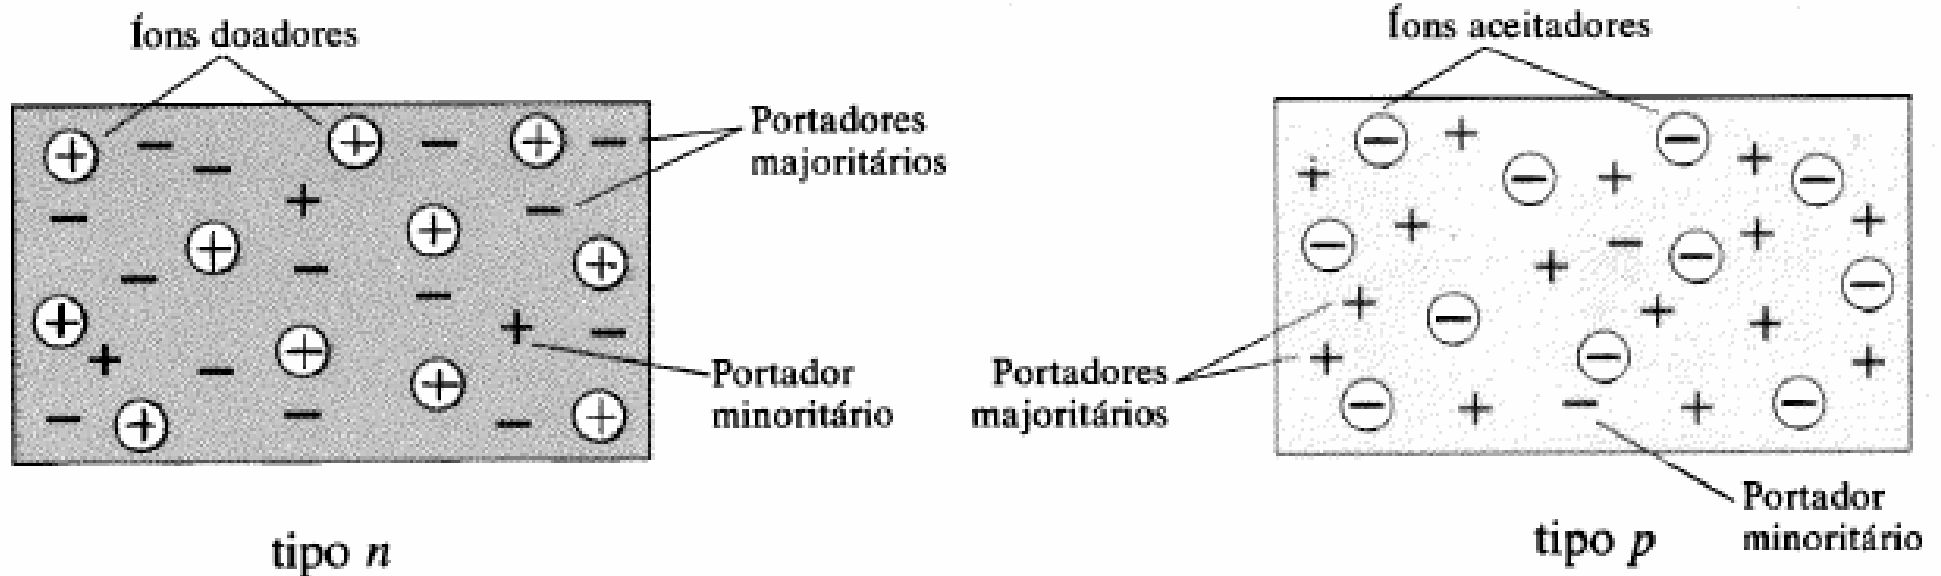 Íons doadores
Portadores
majoritários
Portador
minoritário
tipo n
Íons aceitadores
Portadores
majoritários
Portador
minoritário
tipo p